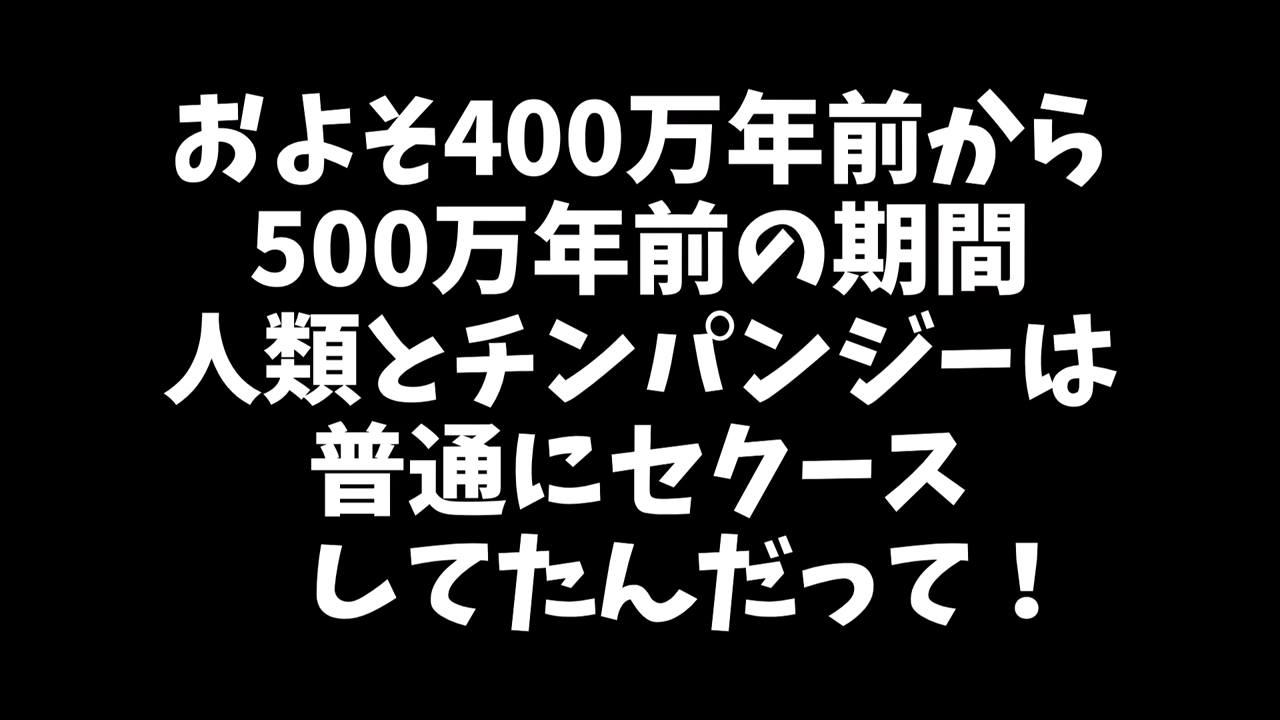 およそ400万年前から
500万年前の期間
人類とチンパンジーは
普通にセクース
してたんだって！